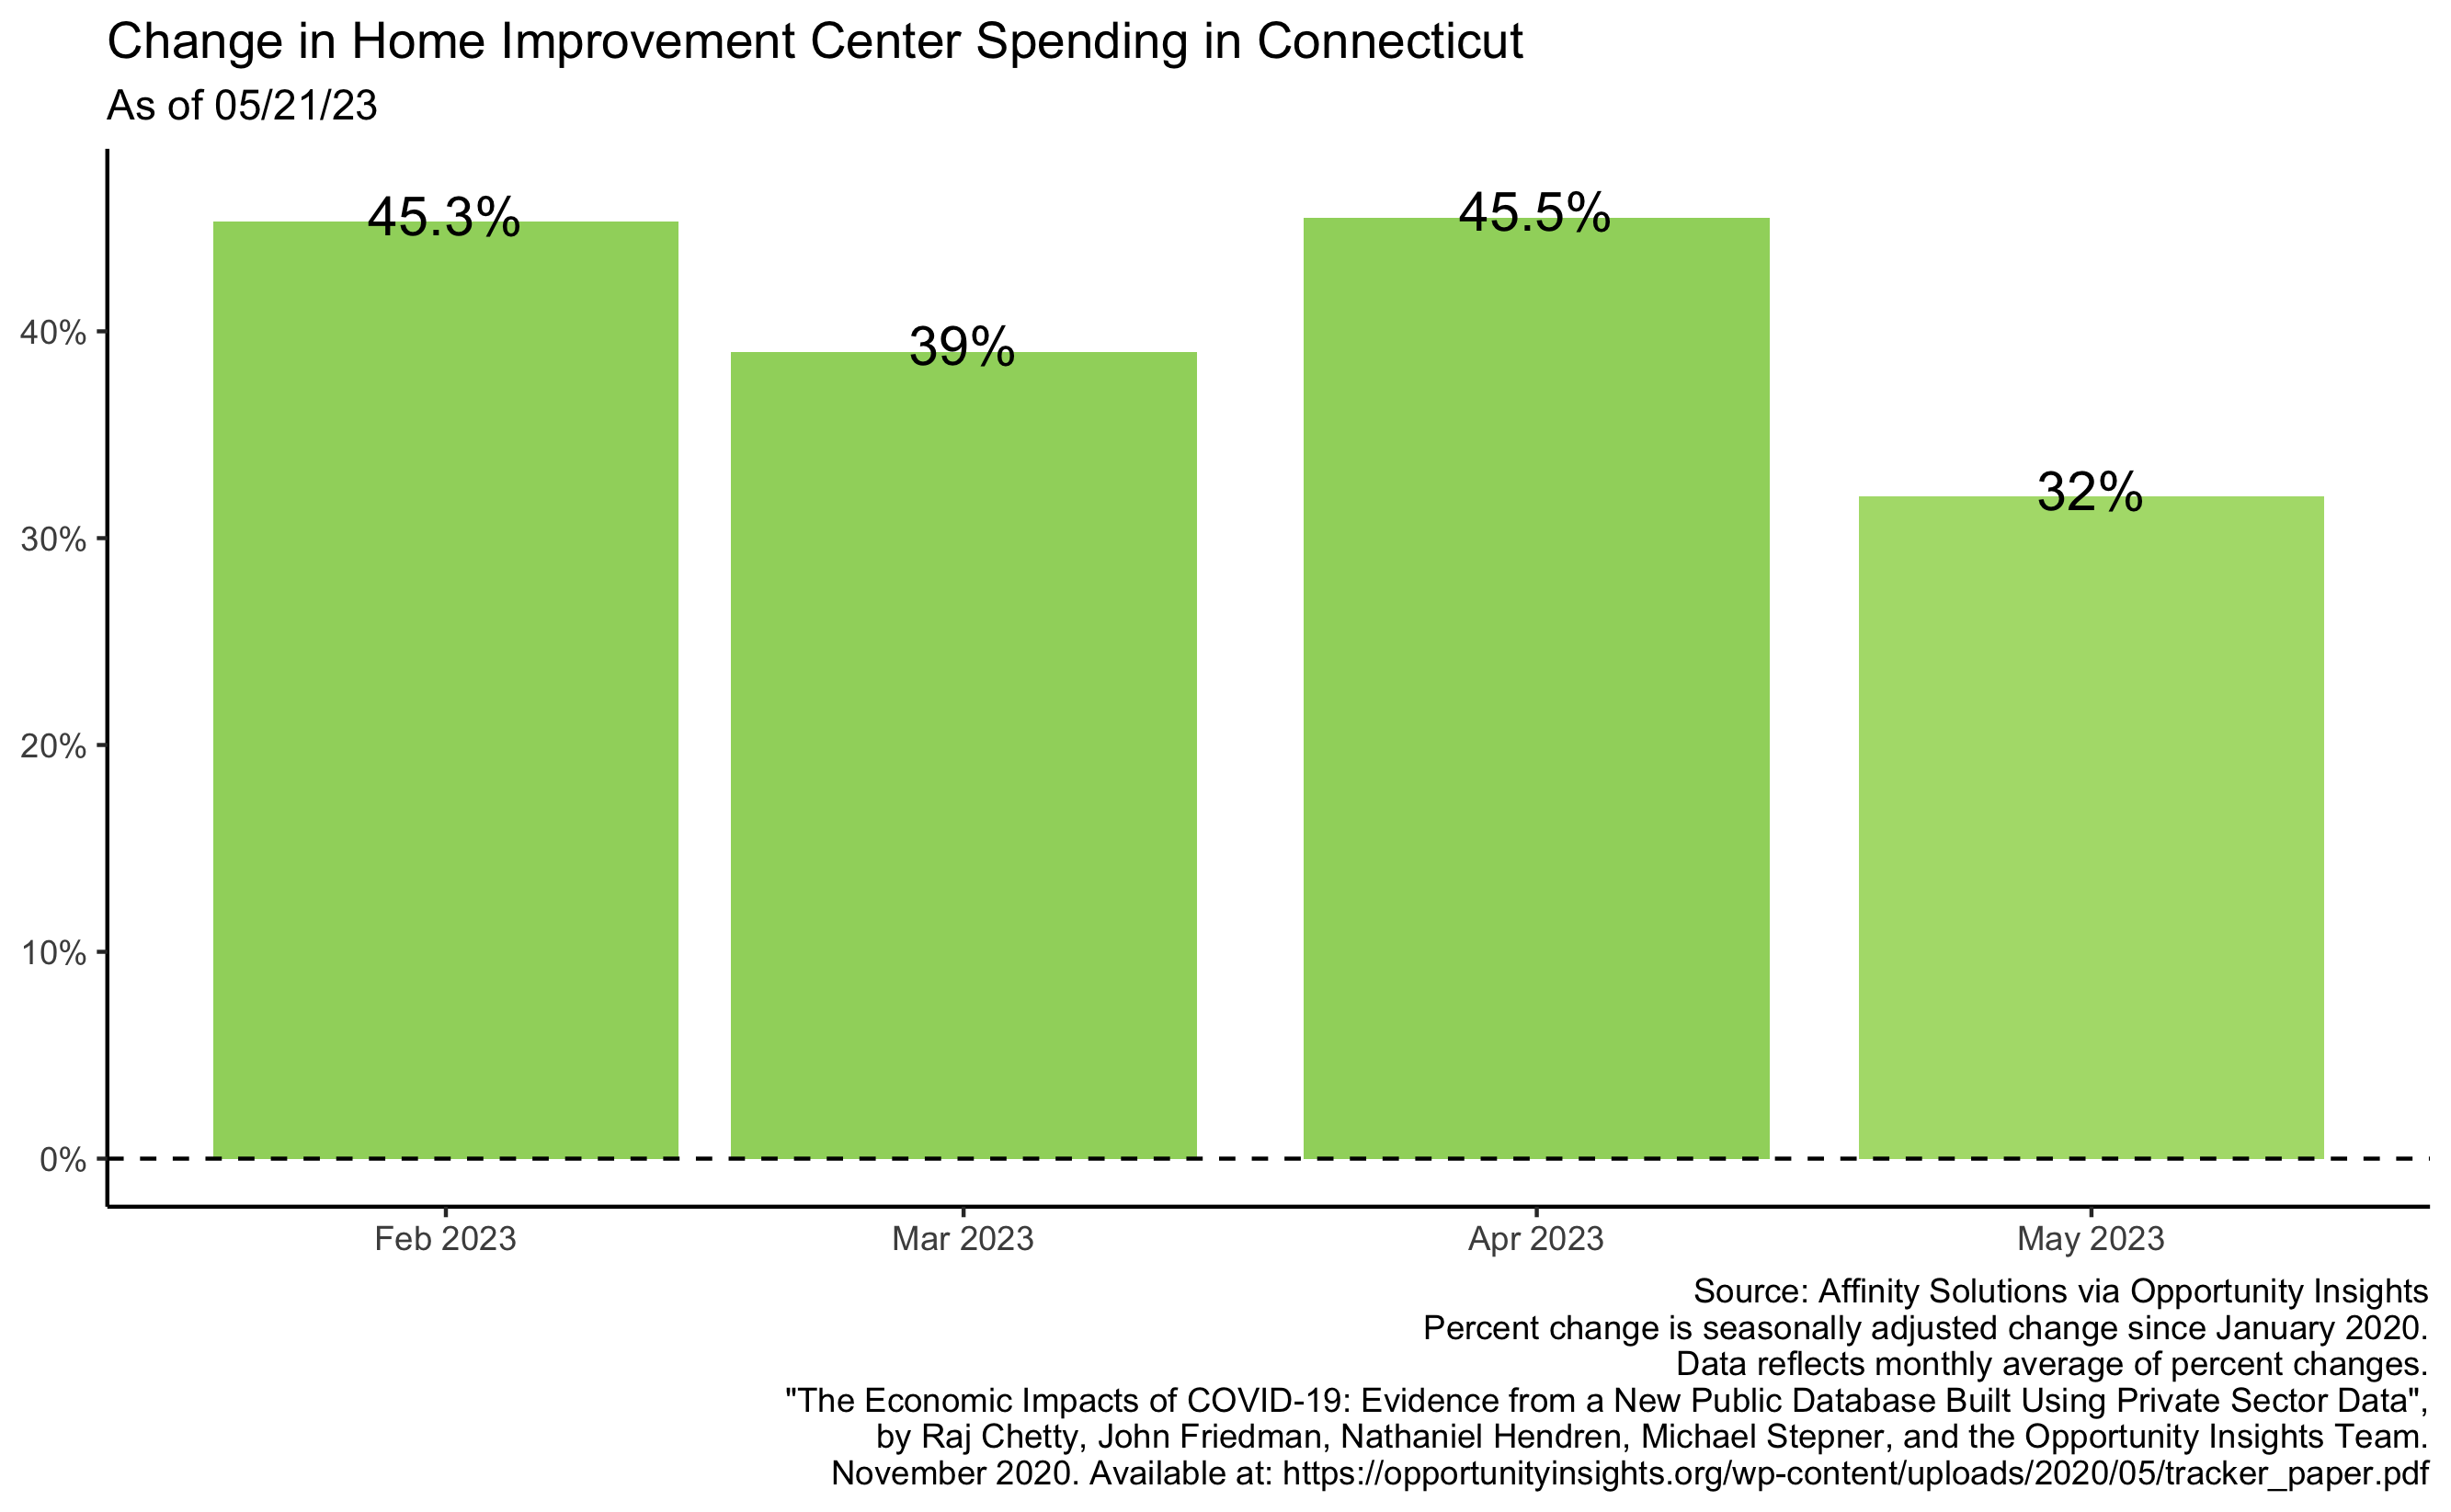 Change in Home Improvement Center Spending in Connecticut
As of 05/21/23
45.3%
39%
45.5%
32%
40%
30%
20%
10%
0%
Feb 2023
Mar 2023
Apr 2023
May 2023
Source: Affinity Solutions via Opportunity Insights
Percent change is seasonally adjusted change since January 2020.
Data reflects monthly average of percent changes.
"The Economic Impacts of COVID-19: Evidence from a New Public Database Built Using Private Sector Data",
by Raj Chetty, John Friedman, Nathaniel Hendren, Michael Stepner, and the Opportunity Insights Team.
November 2020. Available at: https://opportunityinsights.org/wp-content/uploads/2020/05/tracker_paper.pdf